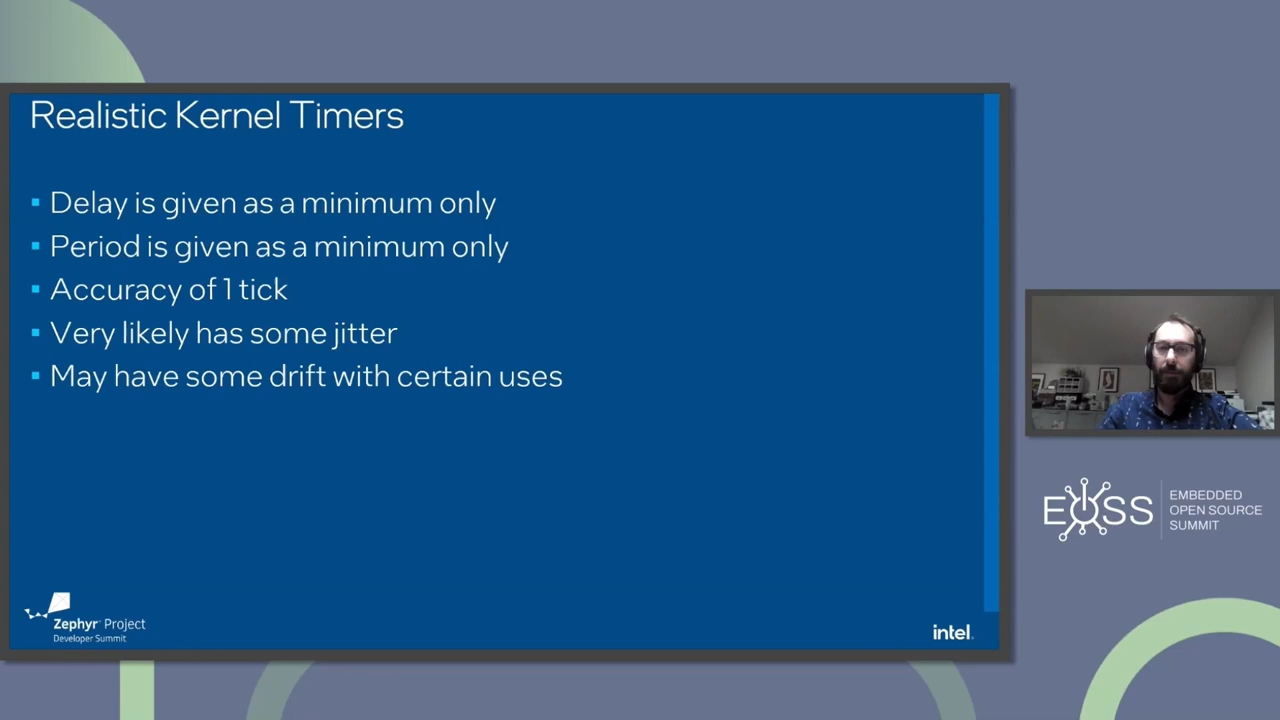 Realistic Kernel Timers
Delay is given as a minimum only
Period is given as a minimum only
Accuracy of 1 tick
Very likely has some jitter
May have some drift with certain uses
Zephyr Project
Developer Summit
intel.
EOSS
EMBEDDED
OPEN SOURCE
SUMMIT